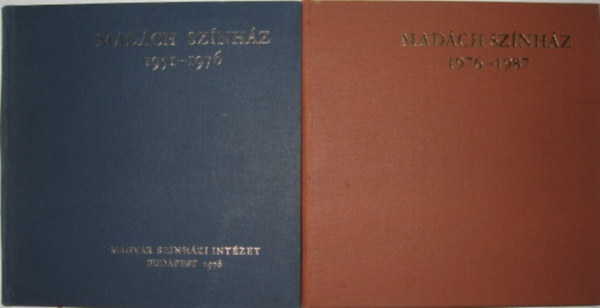 MADÁCH SZÍNHÁZ
1951–1976
MAGYAR SZÍNHÁZI INTÉZET
BUDAPEST 1976
MADÁCH SZÍNHÁZ
1976–1987